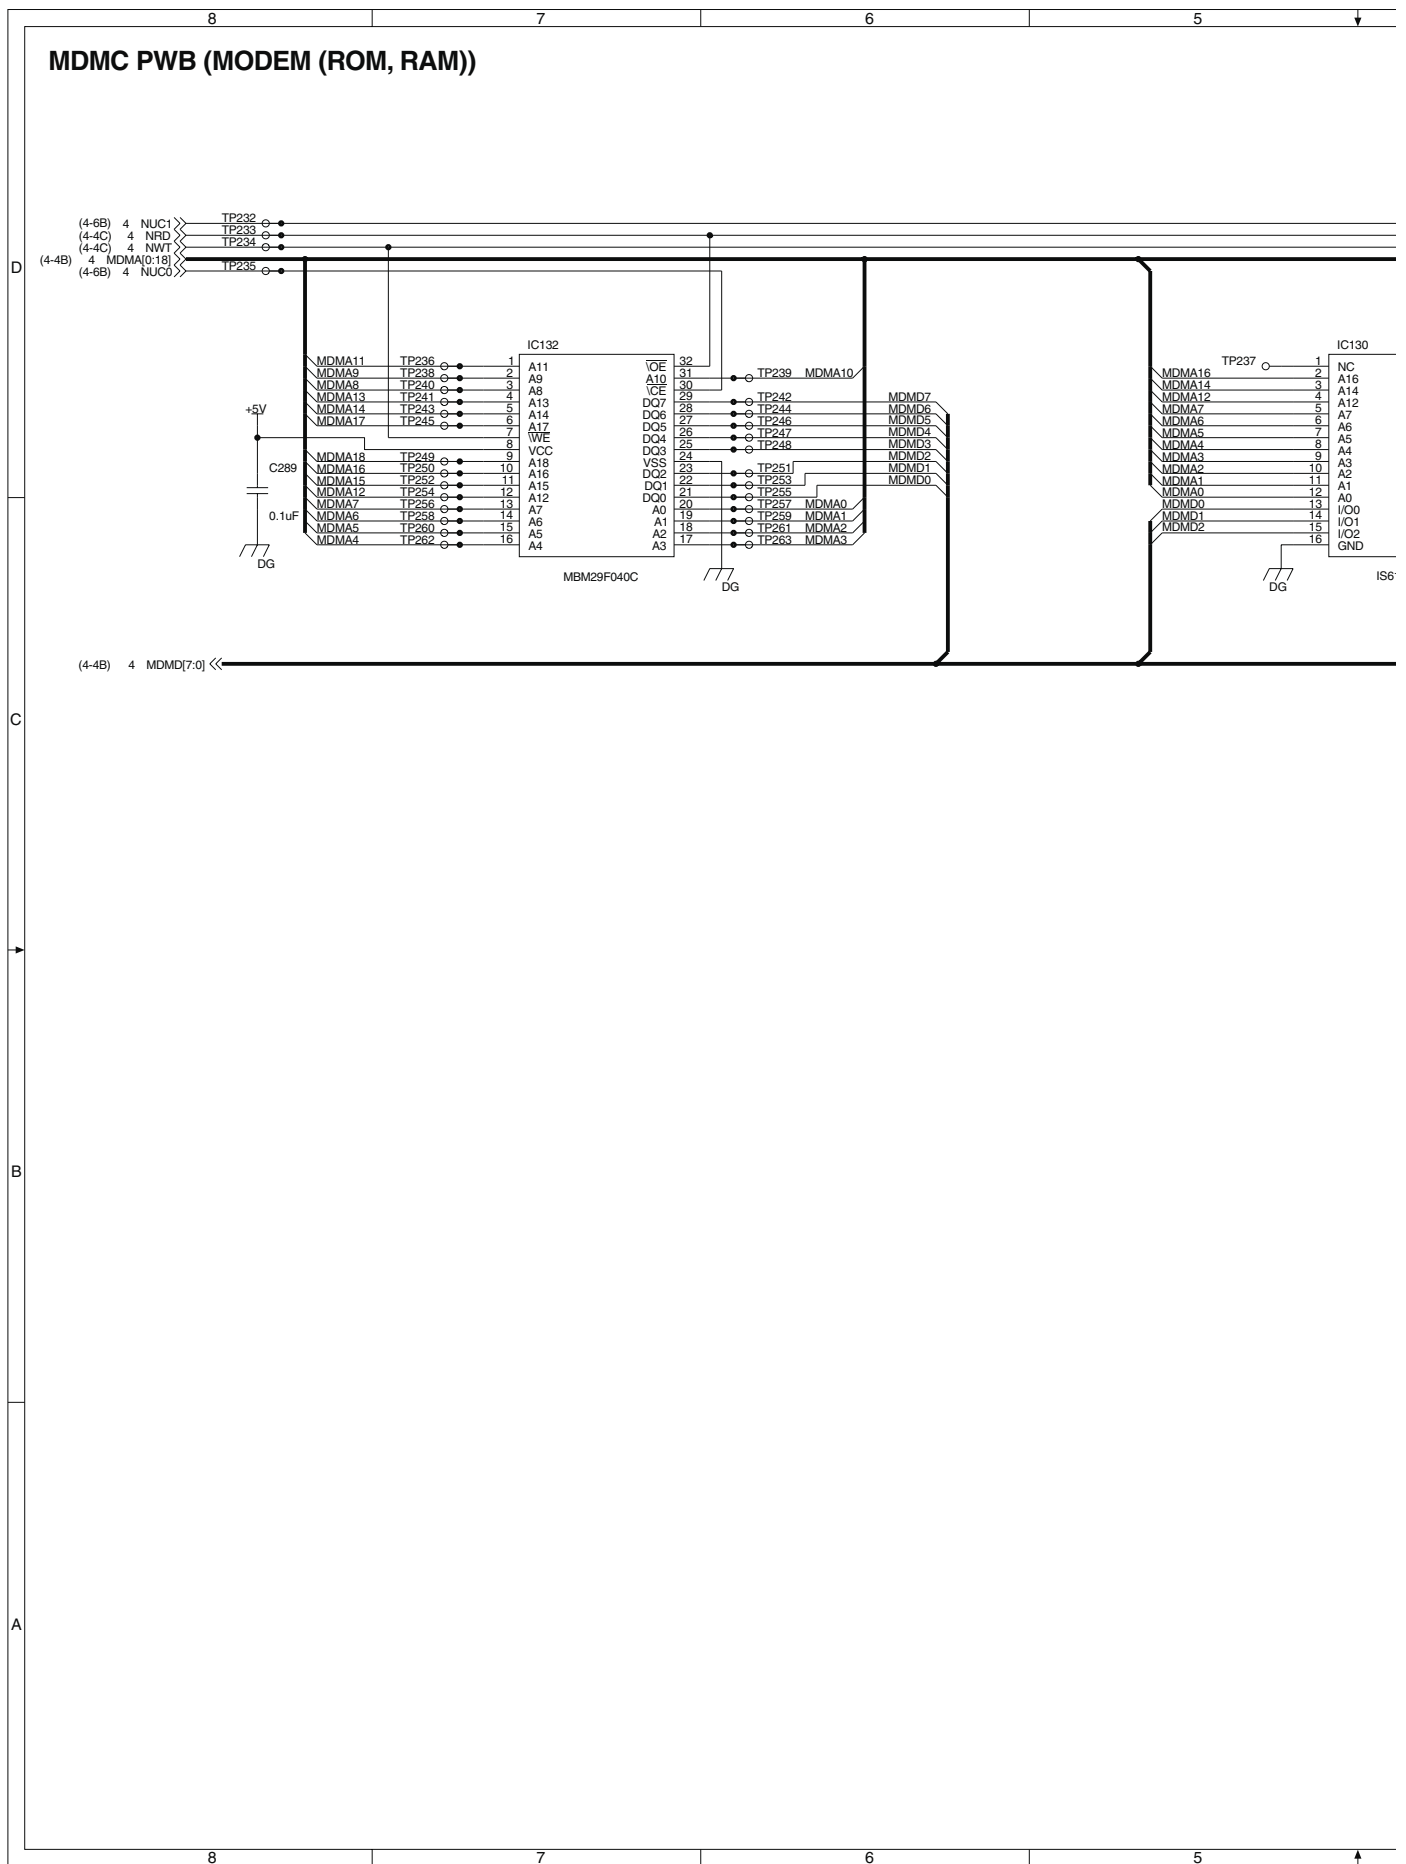 8 7 6 5
MDMC PWB (MODEM (ROM, RAM))
(4-6B) 4 NUC1 TP232
(4-4C) 4 NRD TP233
(4-4C) 4 NWT TP234
D (4-4B) 4 MDMA[0:18]
(4-6B) 4 NUC0 TP235
IC132 IC130
MDMA11 TP236 1 A11 \OE 32 TP237 1 NC
MDMA9 TP238 2 A9 A10 31 TP239 MDMA10 MDMA16 2 A16
MDMA8 TP240 3 A8 \CE 30 MDMA14 3 A14
MDMA13 TP241 4 A13 DQ7 29 TP242 MDMD7 MDMA12 4 A12
+5V MDMA14 TP243 5 A14 DQ6 28 TP244 MDMD6 MDMA7 5 A7
MDMA17 TP245 6 A17 DQ5 27 TP246 MDMD5 MDMA6 6 A6
7 \WE DQ4 26 TP247 MDMD4 MDMA5 7 A5
8 VCC DQ3 25 TP248 MDMD3 MDMA4 8 A4
MDMA18 TP249 9 A18 VSS 24 MDMD2 MDMA3 9 A3
C289 MDMA16 TP250 10 A16 DQ2 23 TP251 MDMD1 MDMA2 10 A2
MDMA15 TP252 11 A15 DQ1 22 TP253 MDMD0 MDMA1 11 A1
MDMA12 TP254 12 A12 DQ0 21 TP255 MDMA0 12 A0
MDMA7 TP256 13 A7 A0 20 TP257 MDMA0 MDMD0 13 I/O0
0.1uF MDMA6 TP258 14 A6 A1 19 TP259 MDMA1 MDMD1 14 I/O1
MDMA5 TP260 15 A5 A2 18 TP261 MDMA2 MDMD2 15 I/O2
MDMA4 TP262 16 A4 A3 17 TP263 MDMA3 16 GND
DG MBM29F040C DG DG IS6
(4-4B) 4 MDMD[7:0]
C
B
A
8 7 6 5